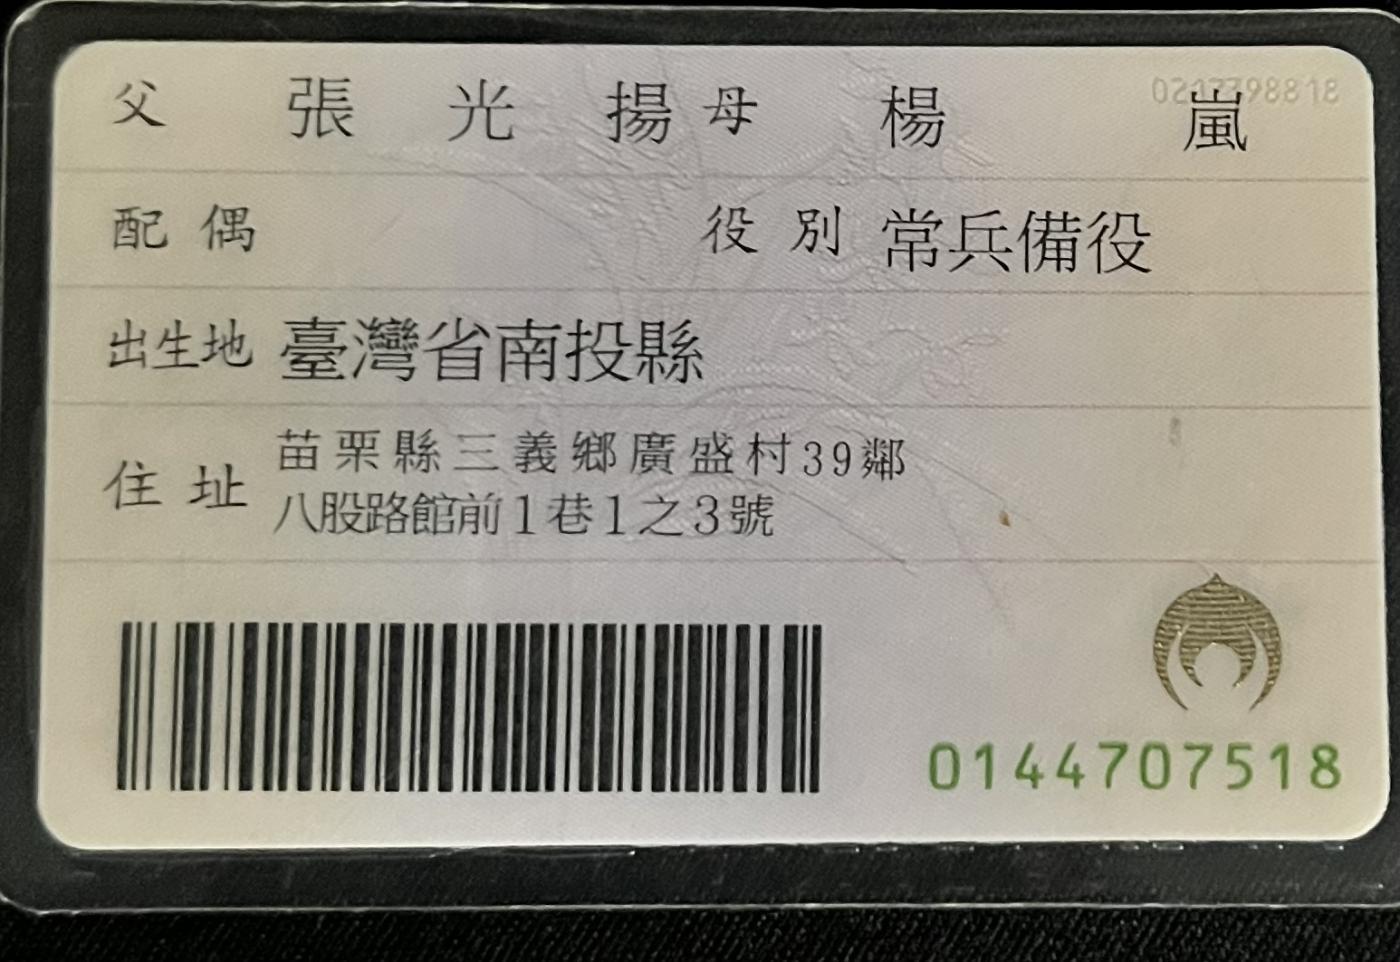 父 張光揚 母 楊嵐
配偶 役別 常兵備役
出生地 臺灣省南投縣
住址 苗栗縣三義鄉廣盛村39鄰
八股路館前1巷1之3號
0144707518